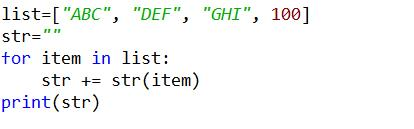 list=["ABC", "DEF", "GHI", 100]
str=""
for item in list:
    str += str(item)
print(str)